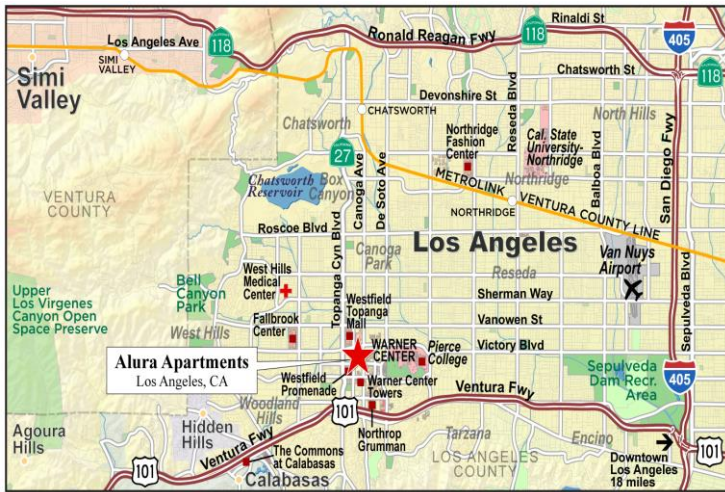 Rinaldi St
118
Ronald Reagan Fwy
118
405
Los Angeles Ave
118
SIMI
VALLEY
Simi
Valley
Chatsworth St
Devonshire St
CHATSWORTH
Chatsworth
North Hills
Northridge
Fashion
Center
Reseda Blvd
Cal. State
University-
Northridge
Balboa Blvd
San Diego Fwy
27
Chatsworth
Reservoir
Box
Canyon
Canoga Ave
De Soto Ave
METROLINK
Northridge
VENTURA COUNTY LINE
NORTHRIDGE
VENTURA
COUNTY
Roscoe Blvd
Los Angeles
Topanga Cyn Blvd
Canoga
Park
Van Nuys
Airport
Reseda
Sepulveda Blvd
Upper
Los Virgenes
Canyon Open
Space Preserve
Bell
Canyon
Park
West Hills
Medical
Center
Sherman Way
Westfield
Topanga
Mall
Vanowen St
West Hills
Fallbrook
Center
WARNER
CENTER
Pierce
College
Victory Blvd
Alura Apartments
Los Angeles, CA
Westfield
Promenade
Warner Center
Towers
Ventura Fwy
Sepulveda
Dam Recr.
Area
405
Woodland
Hills
101
Hidden
Hills
Agoura
Hills
Ventura Fwy
Northrop
Grumman
Tarzana
Encino
LOS ANGELES
COUNTY
101
101
The Commons
at Calabasas
Calabasas
Downtown
Los Angeles
18 miles